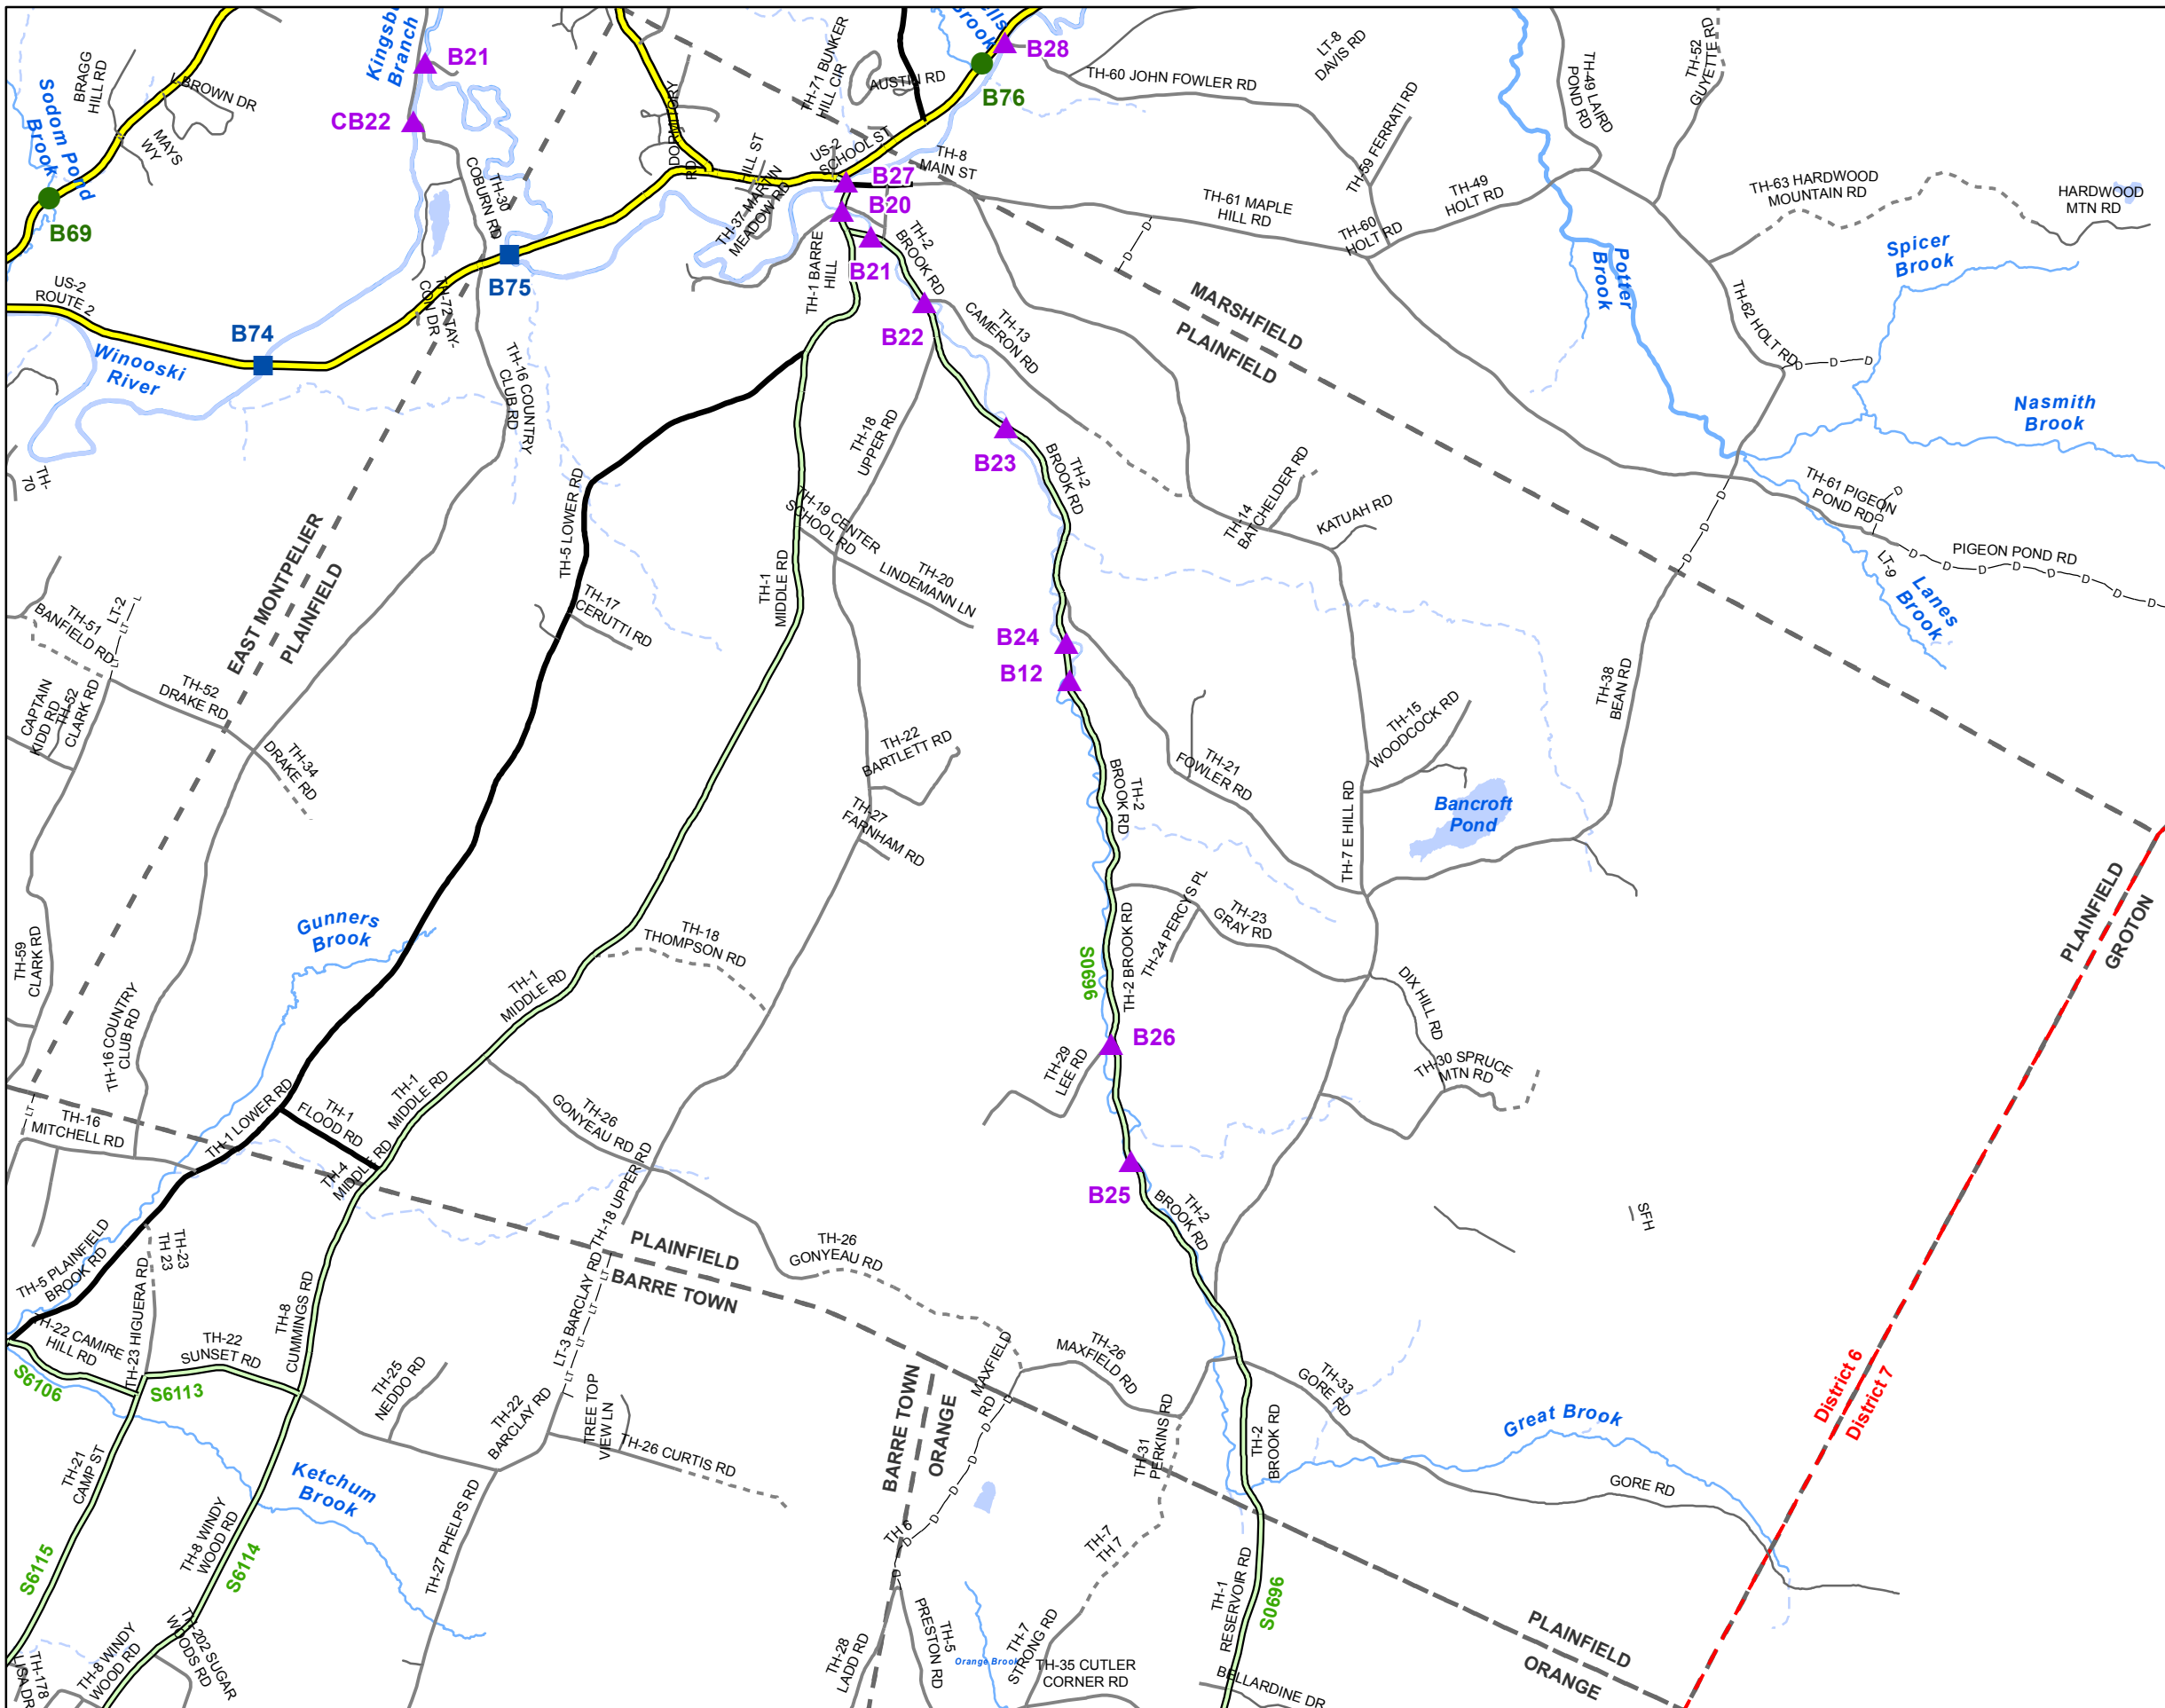 Kingsbu
Branch
B21
CB22
BRAGG
HILL RD
L BROWN DR
MAYS
WY
Sodom Pond
Brook
B69
US-2
ROUTE 2
B74
Winooski
River
TH-
70
TH-30
COBURN RD
B75
TH-72 TAY-
CON DR
TH-16 COUNTRY
CLUB RD
DORMITORY
RD
HILL ST
TH-37 MARTIN
MEADOW RD
TH-71 BUNKER
HILL CIR
AUSTIN RD
US-2
SCHOOL ST
ells
Brook
B28
B76
TH-8
MAIN ST
B27
B20
B21
B22
TH-1 BARRE
HILL
TH-2
BROOK RD
TH-13
CAMERON RD
B23
TH-2
BROOK RD
TH-60 JOHN FOWLER RD
LT-8
DAVIS RD
TH-59 FERRATI RD
TH-61 MAPLE
HILL RD
TH-60
HOLT RD
TH-49
HOLT RD
TH-49 LAIRD
POND RD
TH-52
GUYETTE RD
TH-63 HARDWOOD
MOUNTAIN RD
HARDWOOD
MTN RD
Potter
Brook
Spicer
Brook
TH-62 HOLT RD
D
D
D
D
D
Nasmith
Brook
MARSHFIELD
PLAINFIELD
TH-61 PIGEON
POND RD
D
D
PIGEON POND RD
D
D
D
D
D
D
D
D
LT-9
Lanes
Brook
D
D
D
TH-38
BEAN RD
EAST MONTPELIER
PLAINFIELD
TH-5 LOWER RD
TH-18
UPPER RD
TH-19 CENTER
SCHOOL RD
TH-20
LINDEMANN LN
TH-1
MIDDLE RD
TH-17
CERUTTI RD
TH-14
BATCHELDER RD
KATUAH RD
B24
B12
TH-51
BANFIELD RD
LT-2
L
LT
L
TH-52
DRAKE RD
CAPTAIN
KIDD RD
TH-52
CLARK RD
TH-34
DRAKE RD
TH-22
BARTLETT RD
TH-27
FARNHAM RD
TH-2
BROOK RD
TH-21
FOWLER RD
TH-15
WOODCOCK RD
Bancroft
Pond
TH-7 E HILL RD
TH-24 PERCYS PL
TH-23
GRAY RD
PLAINFIELD
GROTON
Gunners
Brook
TH-59
CLARK RD
TH-16 COUNTRY
CLUB RD
TH-18
THOMPSON RD
TH-1
MIDDLE RD
S0696
TH-2 BROOK RD
DIX HILL RD
B26
TH-29
LEE RD
TH-30 SPRUCE
MTN RD
LT
TH-16
MITCHELL RD
TH-1 LOWER RD
TH-1
FLOOD RD
TH-1
MIDDLE RD
TH-4
MIDDLE RD
TH-26
GONYEAU RD
B25
TH-2
BROOK RD
SFH
TH-5 PLAINFIELD
BROOK RD
TH-23
TH 23
TH-23 HIGUERA RD
TH-8
CUMMINGS RD
TH-18 UPPER RD
LT-3 BARCLAY RD
LT
LT
LT
LT
LT
PLAINFIELD
BARRE TOWN
TH-26
GONYEAU RD
TH-22 CAMIRE
HILL RD
TH-22
SUNSET RD
S6106
S6113
TH-25
NEDDO RD
TH-22
BARCLAY RD
TREE TOP
VIEW LN
TH-26 CURTIS RD
BARRE TOWN
ORANGE
MAXFIELD
RD
D
D
D
D
D
TH-26
MAXFIELD RD
TH-31
PERKINS RD
TH-33
GORE RD
TH-2
BROOK RD
Great Brook
GORE RD
District 6
District 7
TH-21
CAMP ST
Ketchum
Brook
TH-8 WINDY
WOOD RD
S6115
S6114
TH-27 PHELPS RD
TH 6
D
D
TH-7
TH 7
TH-1
RESERVOIR RD
S0696
TH-178
LISA DR
TH-8 WINDY
WOOD RD
TH-202 SUGAR
WOODS RD
TH-28
LADD RD
TH-5
PRESTON RD
Orange Brook
TH-7
STRONG RD
TH-35 CUTLER
CORNER RD
BELLARDINE DR
PLAINFIELD
ORANGE